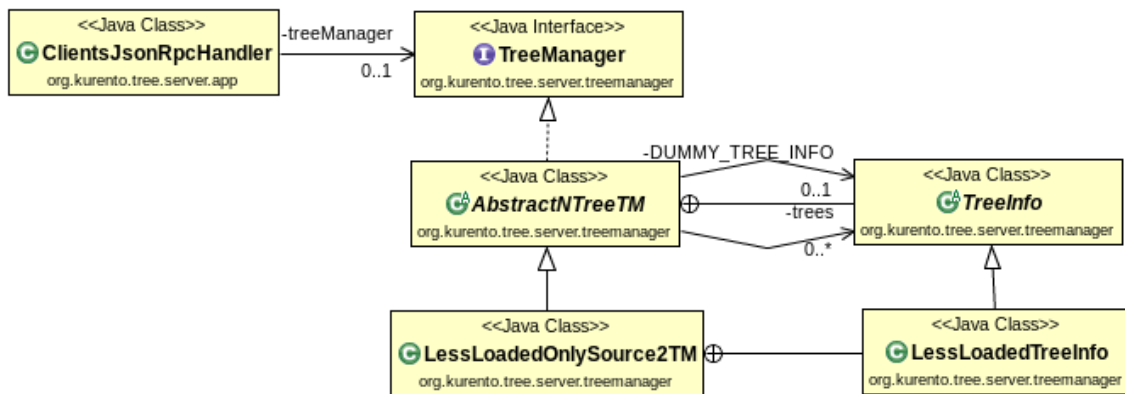 <<Java Class>>
ClientsJsonRpcHandler
org.kurento.tree.server.app
-treeManager
0..1
<<Java Interface>>
I
TreeManager
org.kurento.tree.server.treemanager
<<Java Class>>
AbstractNTreeTM
org.kurento.tree.server.treemanager
-DUMMY_TREE_INFO
0..1
-trees
0..*
<<Java Class>>
TreeInfo
org.kurento.tree.server.treemanager
<<Java Class>>
LessLoadedOnlySource2TM
org.kurento.tree.server.treemanager
<<Java Class>>
LessLoadedTreeInfo
org.kurento.tree.server.treemanager